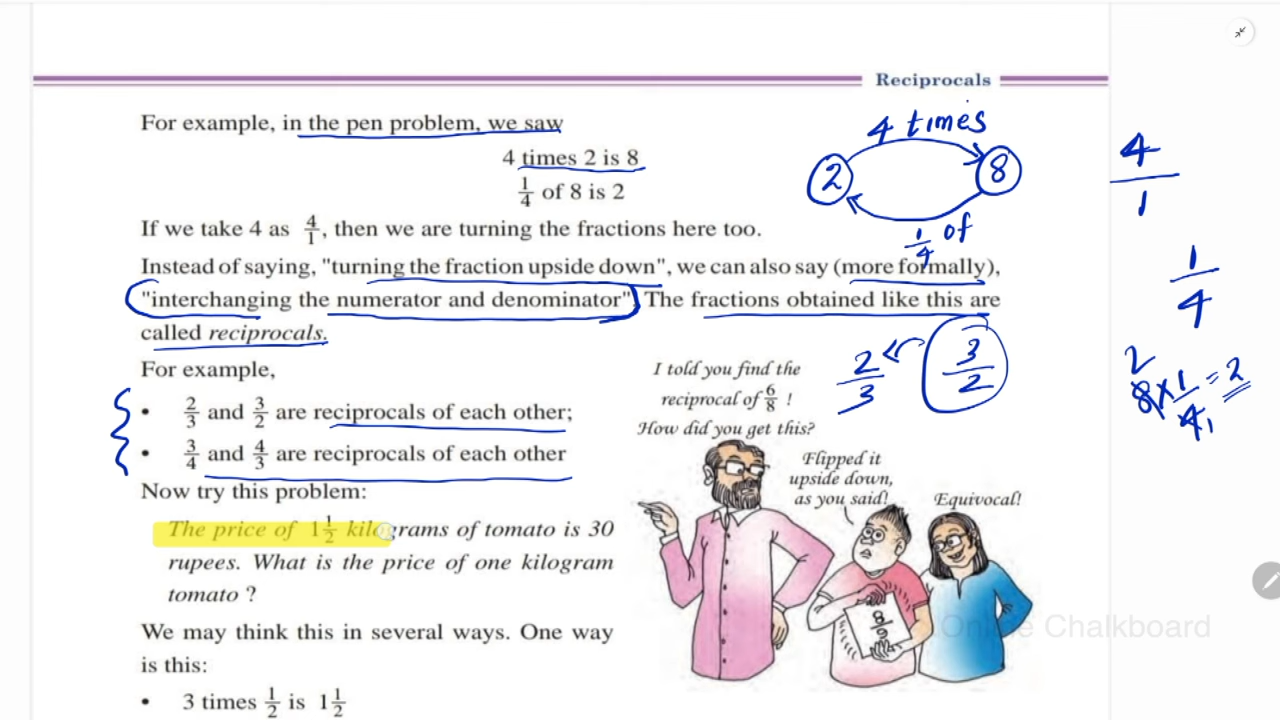 Reciprocals
For example, in the pen problem, we saw
4 times 2 is 8
1/4 of 8 is 2
If we take 4 as 4/1, then we are turning the fractions here too.
Instead of saying, "turning the fraction upside down", we can also say (more formally),
"interchanging the numerator and denominator" The fractions obtained like this are
called reciprocals.
For example,
• 2/3 and 3/2 are reciprocals of each other;
• 3/4 and 4/3 are reciprocals of each other
Now try this problem:
The price of 1 1/2 kilograms of tomato is 30
rupees. What is the price of one kilogram
tomato ?
We may think this in several ways. One way
is this:
• 3 times 1/2 is 1 1/2
4 times
2 8
1/4 of
4/1
1/4
2/3 3/2
2
8 × 1/4 = 2
1
I told you find the
reciprocal of 6/8 !
How did you get this?
Flipped it
upside down,
as you said!
Equivocal!
Online Chalkboard